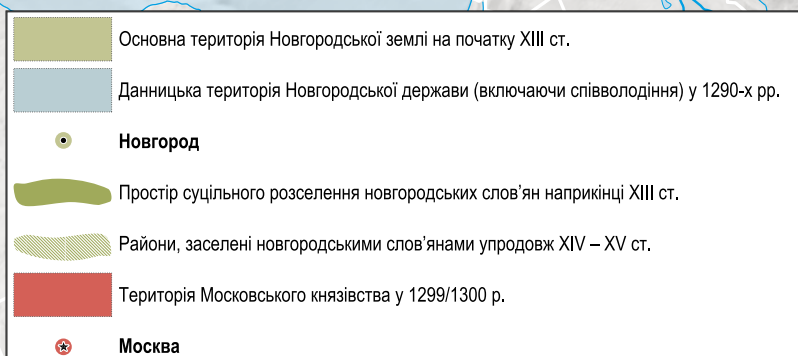 Основна територія Новгородської землі на початку XIII ст.
Данницька територія Новгородської держави (включаючи співволодіння) у 1290-х рр.
Новгород
Простір суцільного розселення новгородських слов'ян наприкінці XIII ст.
Райони, заселені новгородськими слов'янами упродовж XIV – XV ст.
Територія Московського князівства у 1299/1300 р.
Москва